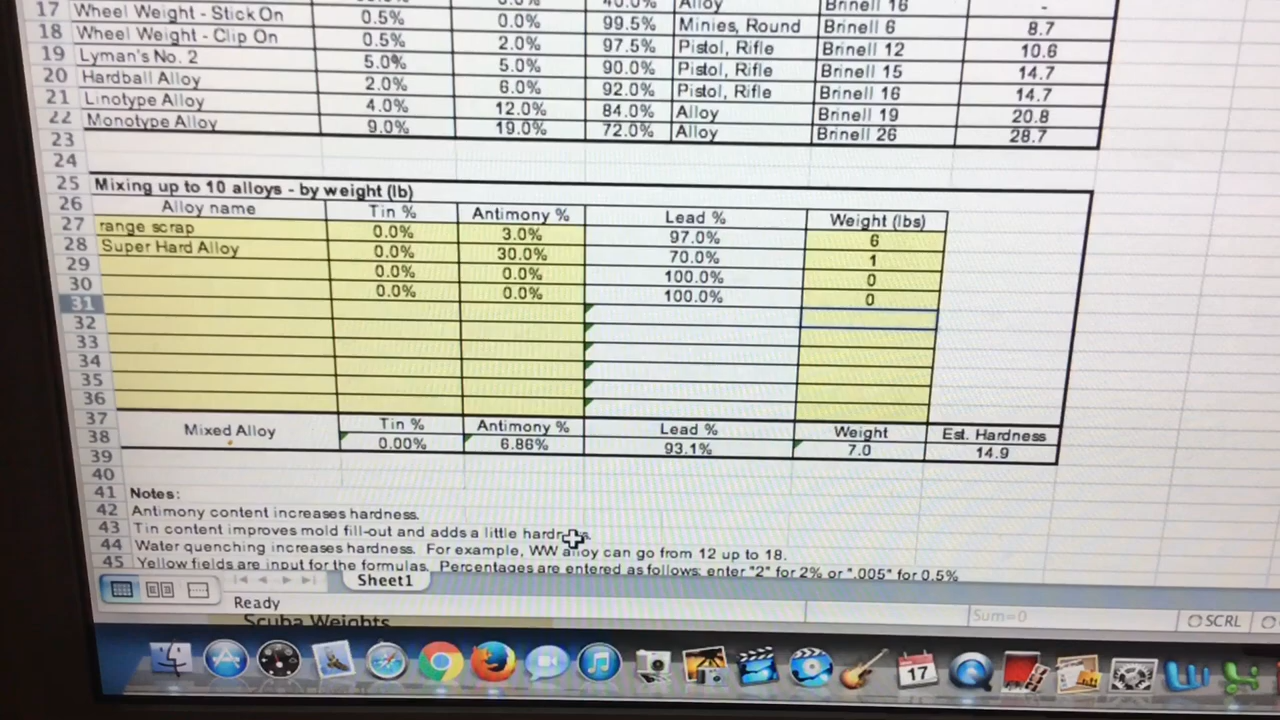 40.0% Alloy Brinell 16 -
17 Wheel Weight - Stick On 0.5% 0.0% 99.5% Minies, Round Brinell 6 8.7
18 Wheel Weight - Clip On 0.5% 2.0% 97.5% Pistol, Rifle Brinell 12 10.6
19 Lyman's No. 2 5.0% 5.0% 90.0% Pistol, Rifle Brinell 15 14.7
20 Hardball Alloy 2.0% 6.0% 92.0% Pistol, Rifle Brinell 16 14.7
21 Linotype Alloy 4.0% 12.0% 84.0% Alloy Brinell 19 20.8
22 Monotype Alloy 9.0% 19.0% 72.0% Alloy Brinell 26 28.7
23
24
25 Mixing up to 10 alloys - by weight (lb)
26 Alloy name Tin % Antimony % Lead % Weight (lbs)
27 range scrap 0.0% 3.0% 97.0% 6
28 Super Hard Alloy 0.0% 30.0% 70.0% 1
29 0.0% 0.0% 100.0% 0
30 0.0% 0.0% 100.0% 0
31
32
33
34
35
36
37 Tin % Antimony % Lead % Weight Est. Hardness
38 Mixed Alloy 0.00% 6.86% 93.1% 7.0 14.9
39
40
41 Notes:
42 Antimony content increases hardness.
43 Tin content improves mold fill-out and adds a little
44 Water quenching increases hardness. For example, WW alloy can go from 12 up to 18.
45 Yellow fields are input for the formulas. Percentages are entered as follows: enter "2" for 2% or ".005" for 0.5%
Sheet1
Ready Sum=0 SCRL
Scuba Weights
17